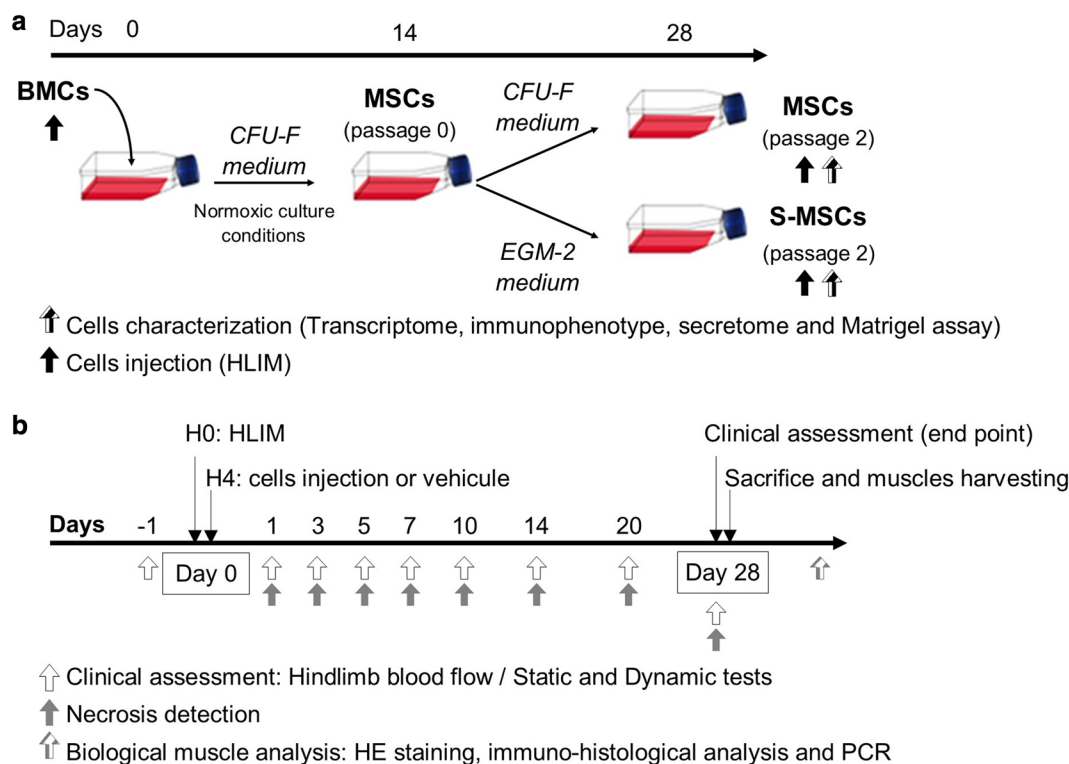 a
Days 0 14 28
BMCs
CFU-F
medium
Normoxic culture
conditions
MSCs
(passage 0)
CFU-F
medium
EGM-2
medium
MSCs
(passage 2)
S-MSCs
(passage 2)
Cells characterization (Transcriptome, immunophenotype, secretome and Matrigel assay)
Cells injection (HLIM)
b
H0: HLIM
H4: cells injection or vehicule
Clinical assessment (end point)
Sacrifice and muscles harvesting
Days -1 1 3 5 7 10 14 20
Day 0
Day 28
Clinical assessment: Hindlimb blood flow / Static and Dynamic tests
Necrosis detection
Biological muscle analysis: HE staining, immuno-histological analysis and PCR